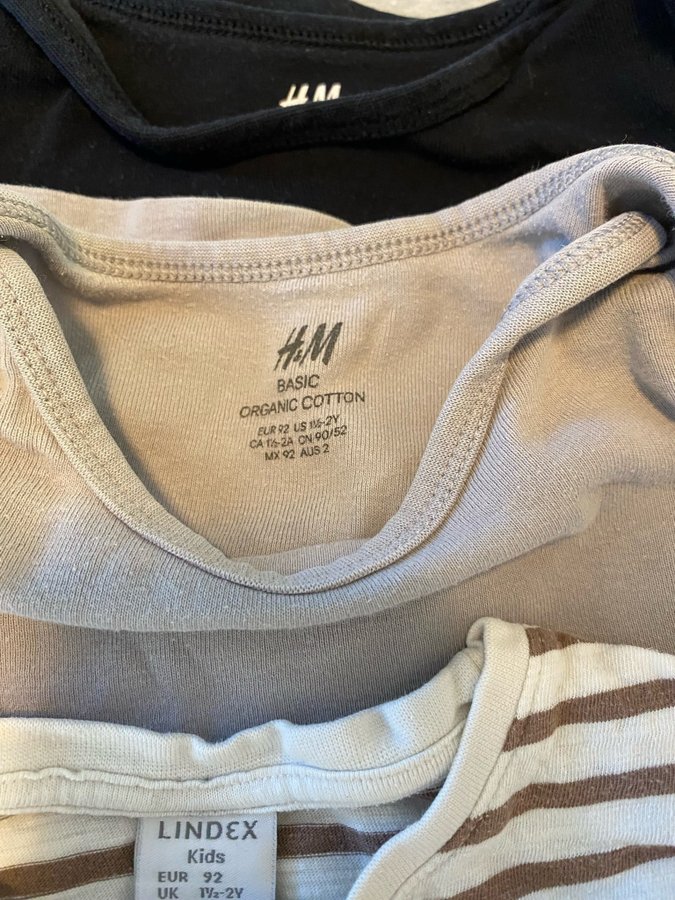 H&M
H&M
BASIC
ORGANIC COTTON
EUR 92 US 1½-2Y
CA 1½-2A CN 90/52
MX 92 AUS 2
LINDEX
Kids
EUR 92
UK 1½-2Y